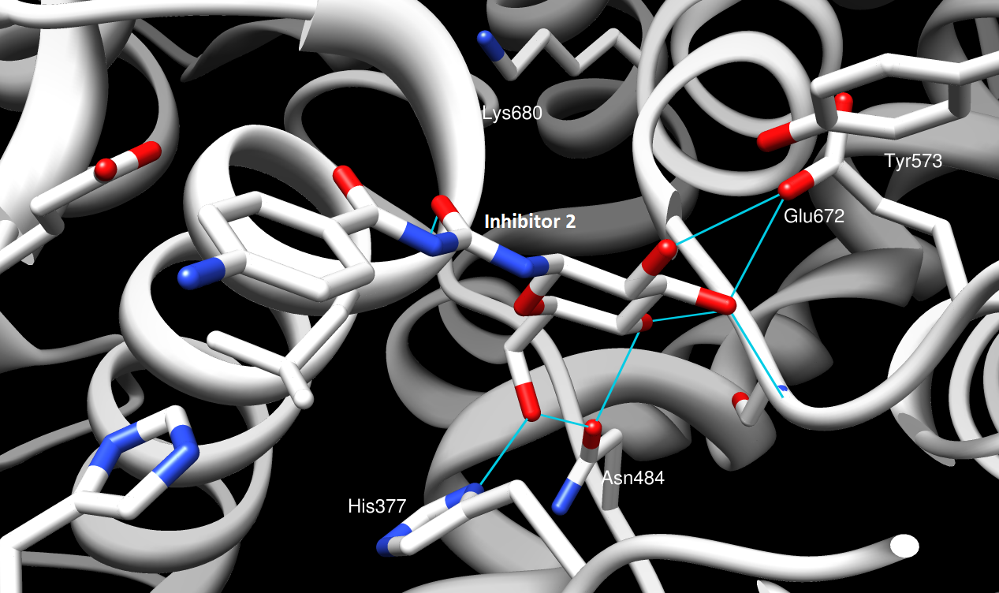 Lys680
Tyr573
Inhibitor 2
Glu672
Asn484
His377